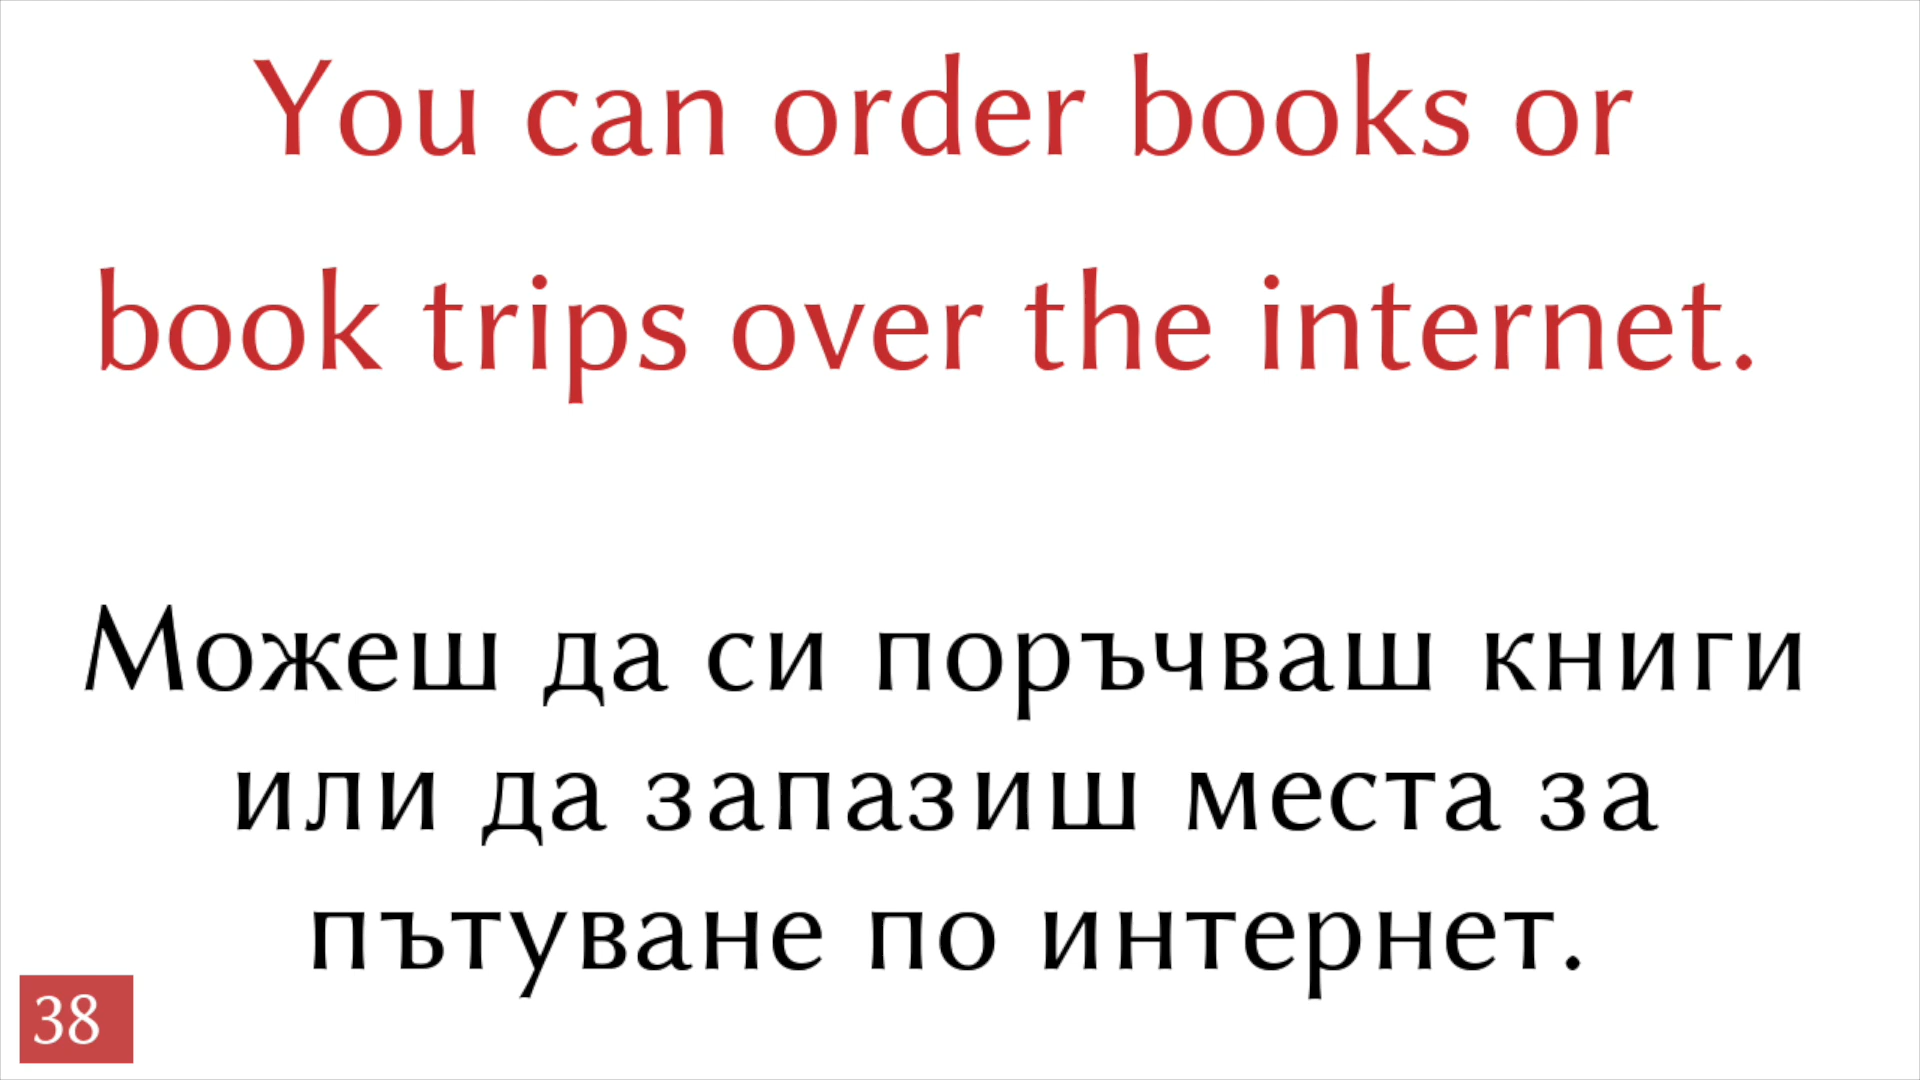 You can order books or
book trips over the internet.
Можеш да си поръчваш книги
или да запазиш места за
пътуване по интернет.
38